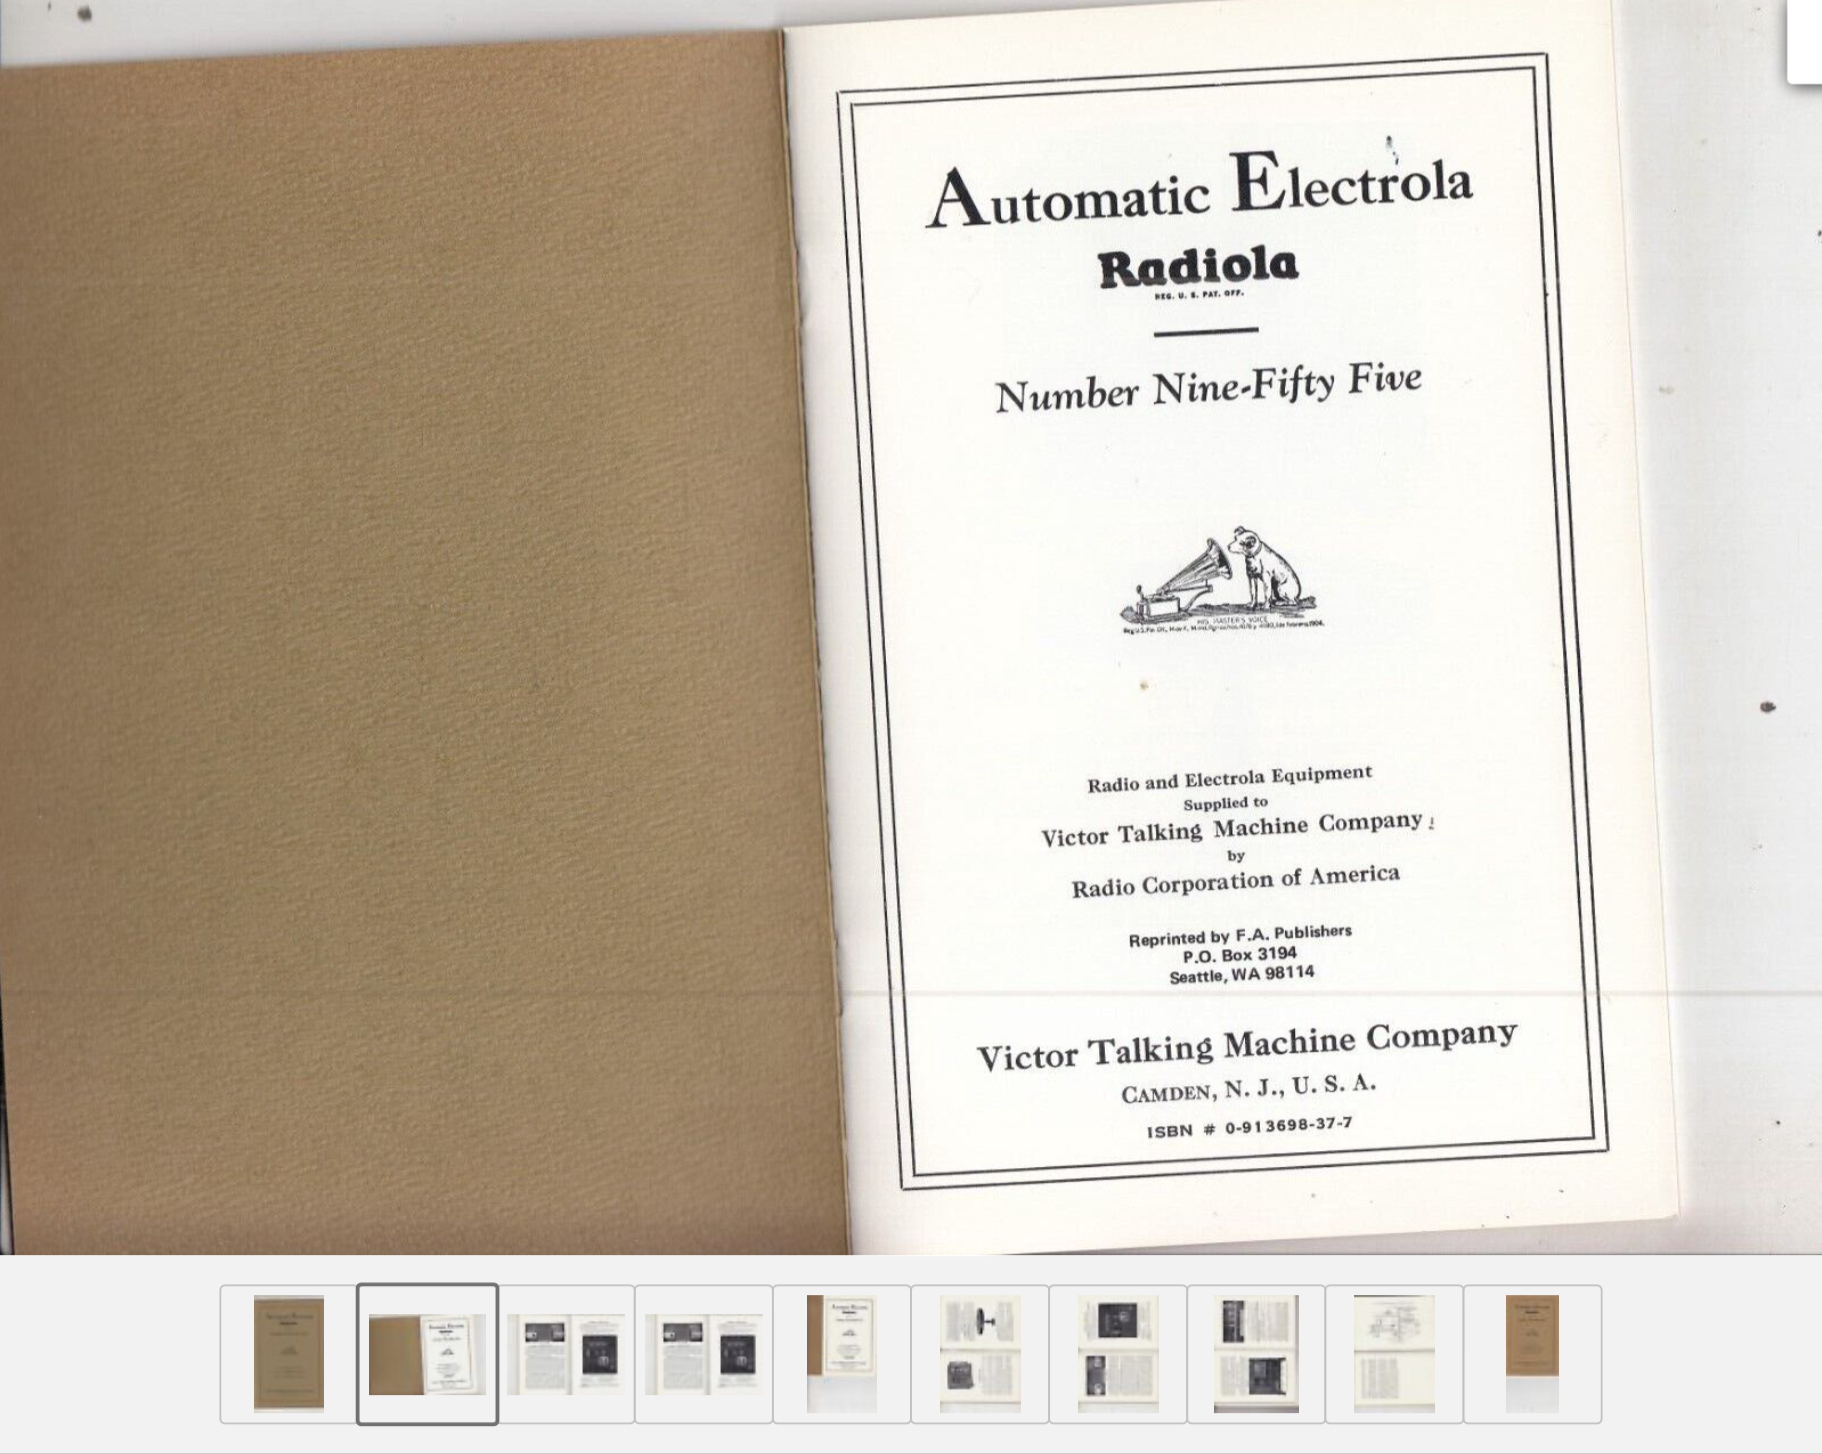 Automatic Electrola
Radiola
REG. U. S. PAT. OFF.
Number Nine-Fifty Five
HIS MASTER'S VOICE
Radio and Electrola Equipment
Supplied to
Victor Talking Machine Company
by
Radio Corporation of America
Reprinted by F.A. Publishers
P.O. Box 3194
Seattle, WA 98114
Victor Talking Machine Company
CAMDEN, N. J., U. S. A.
ISBN # 0-913698-37-7